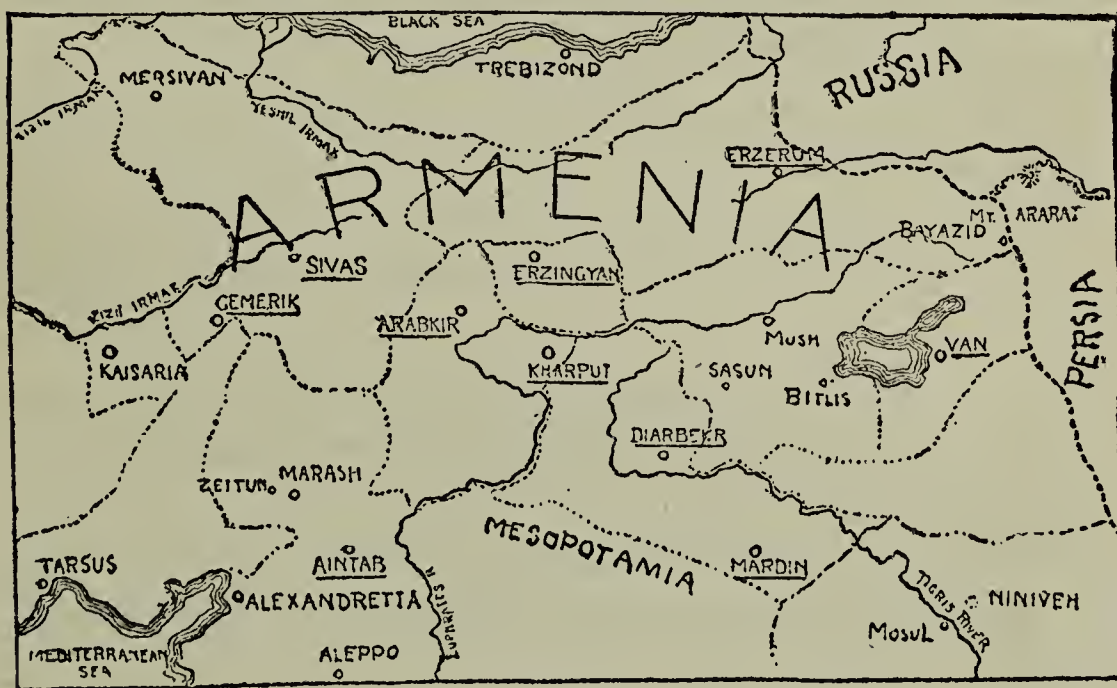 BLACK SEA
TREBIZOND
RUSSIA
MERSIVAN
KIZIL IRMAK
YESHIL IRMAK
ERZERUM
ARMENIA
MT. ARARAT
BAYAZID
SIVAS
ERZINGYAN
KIZIL IRMAK
GEMERIK
ARABKIR
MUSH
VAN
PERSIA
KAISARIA
KHARPUT
SASUN
BITLIS
DIARBEKR
ZEITUN
MARASH
MESOPOTAMIA
AINTAB
MARDIN
TARSUS
ALEXANDRETTA
EUPHRATES R.
TIGRIS RIVER
NINIVEH
MOSUL
MEDITERRANEAN
SEA
ALEPPO